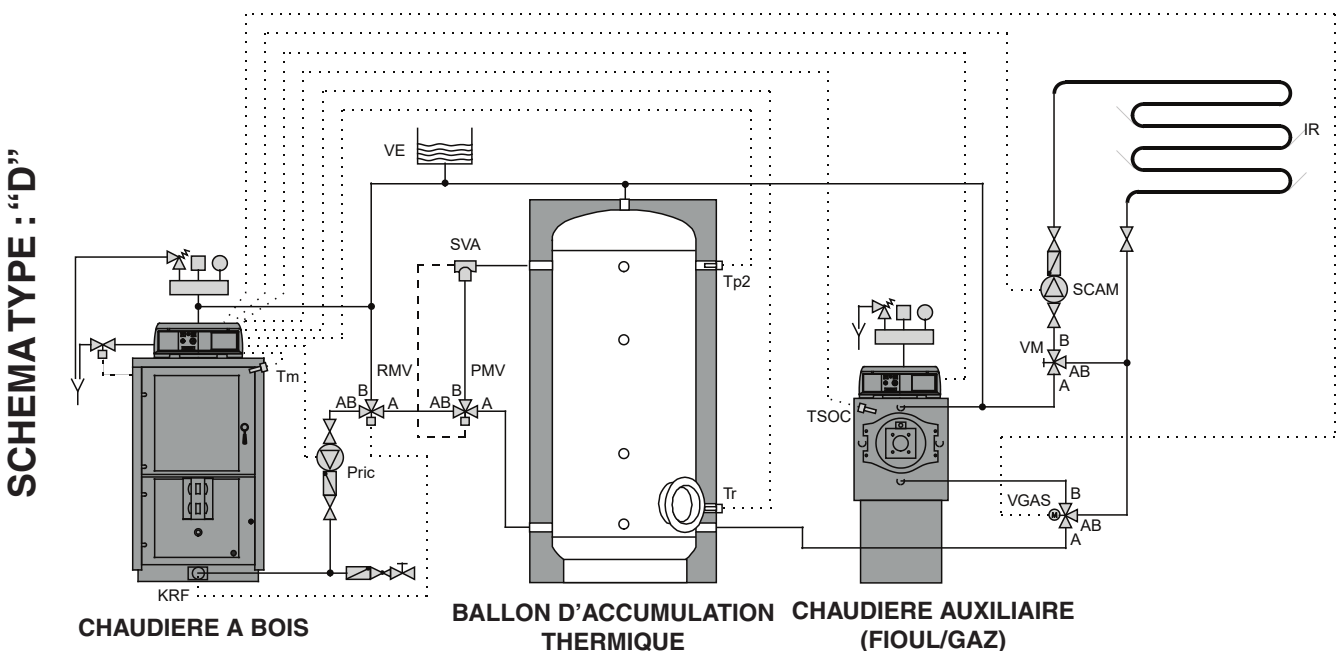 SCHEMA TYPE : "D"
VE
IR
SVA
Tp2
SCAM
B
VM
AB
A
Tm
RMV
PMV
B
AB
A
B
AB
A
TSOC
Pric
Tr
B
VGAS
M
AB
A
KRF
CHAUDIERE A BOIS
BALLON D'ACCUMULATION
THERMIQUE
CHAUDIERE AUXILIAIRE
(FIOUL/GAZ)